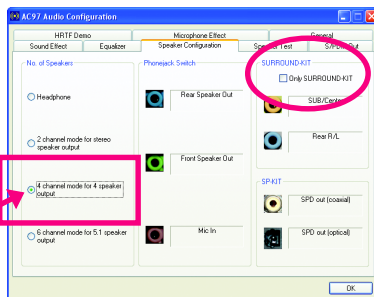 AC97 Audio Configuration
HRTF Demo
Microphone Effect
General
Sound Effect
Equalizer
Speaker Configuration
Speaker Test
S/PDIF Out
No. of Speakers
Headphone
2 channel mode for stereo
speaker output
4 channel mode for 4 speaker
output
6 channel mode for 5.1 speaker
output
Phonejack Switch
Rear Speaker Out
Front Speaker Out
Mic In
SURROUND-KIT
Only SURROUND-KIT
SUB/Center
Rear R/L
SP-KIT
SPD out (coaxial)
SPD out (optical)
OK